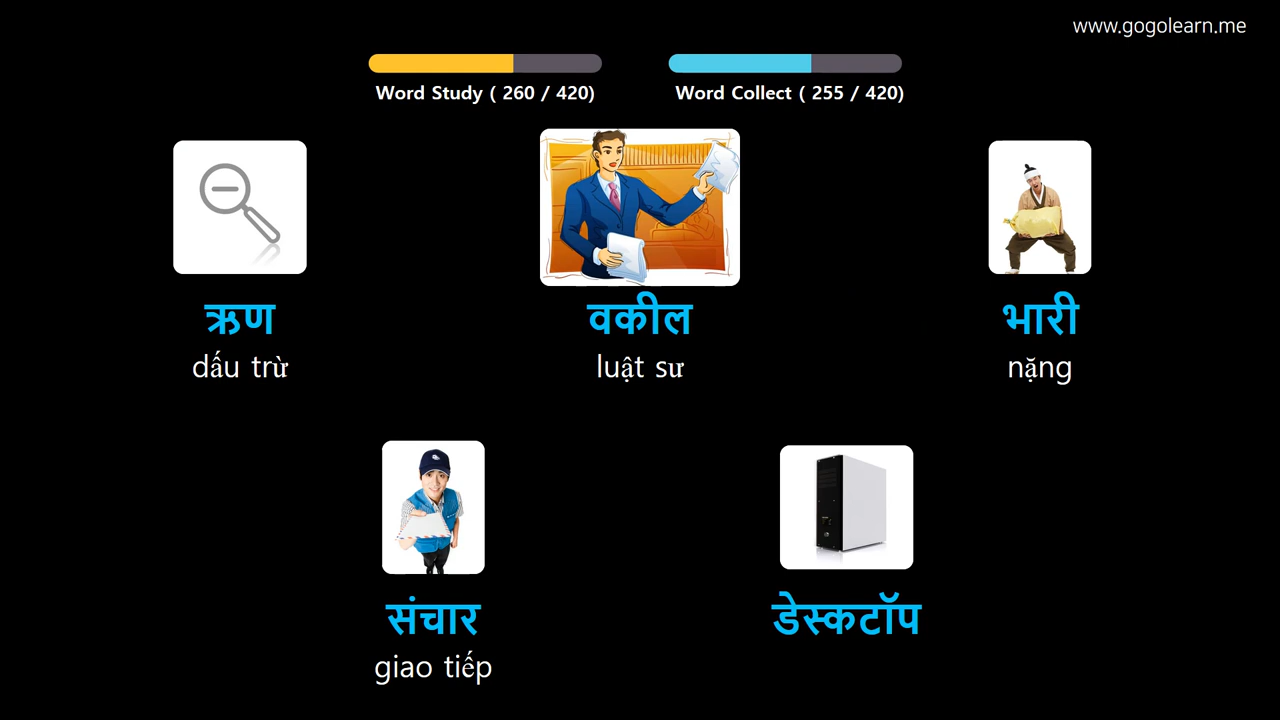 www.gogolearn.me
Word Study ( 260 / 420)
Word Collect ( 255 / 420)
ऋण
dấu trừ
वकील
luật sư
भारी
nặng
संचार
giao tiếp
डेस्कटॉप